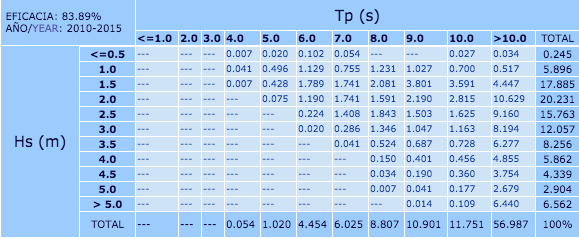 EFICACIA: 83.89%
AÑO/YEAR: 2010-2015
Tp (s)
<=1.0 2.0 3.0 4.0 5.0 6.0 7.0 8.0 9.0 10.0 >10.0 TOTAL
Hs (m)
<=0.5 --- --- --- 0.007 0.020 0.102 0.054 --- --- 0.027 0.034 0.245
1.0 --- --- --- 0.041 0.496 1.129 0.755 1.231 1.027 0.700 0.517 5.896
1.5 --- --- --- 0.007 0.428 1.789 1.741 2.081 3.801 3.591 4.447 17.885
2.0 --- --- --- --- 0.075 1.190 1.741 1.591 2.190 2.815 10.629 20.231
2.5 --- --- --- --- --- 0.224 1.408 1.843 1.503 1.625 9.160 15.763
3.0 --- --- --- --- --- 0.020 0.286 1.346 1.047 1.163 8.194 12.057
3.5 --- --- --- --- --- --- 0.041 0.524 0.687 0.728 6.277 8.256
4.0 --- --- --- --- --- --- --- 0.150 0.401 0.456 4.855 5.862
4.5 --- --- --- --- --- --- --- 0.034 0.190 0.360 3.754 4.339
5.0 --- --- --- --- --- --- --- 0.007 0.041 0.177 2.679 2.904
> 5.0 --- --- --- --- --- --- --- --- 0.014 0.109 6.440 6.562
TOTAL --- --- --- 0.054 1.020 4.454 6.025 8.807 10.901 11.751 56.987 100%